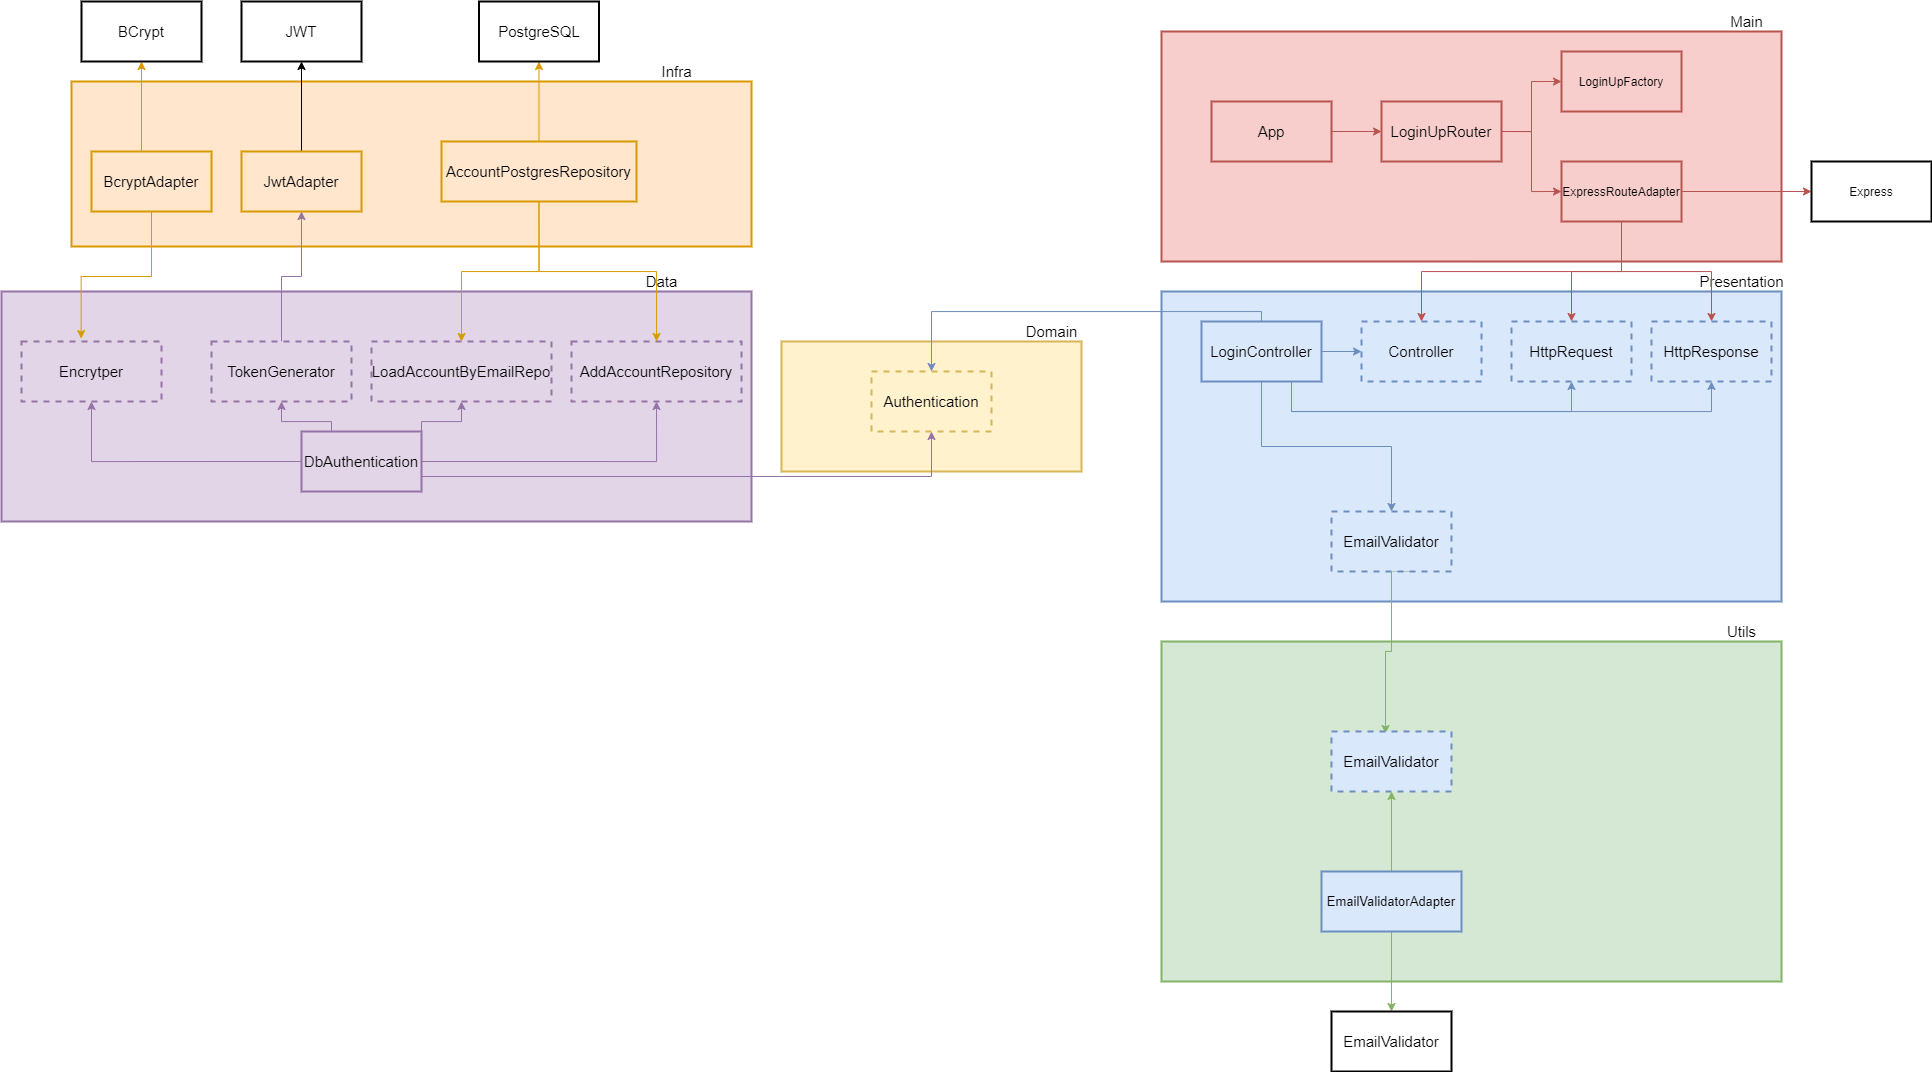 BCrypt
JWT
PostgreSQL
Main
Infra
LoginUpFactory
App
LoginUpRouter
BcryptAdapter
JwtAdapter
AccountPostgresRepository
ExpressRouteAdapter
Express
Data
Presentation
Domain
LoginController
Controller
HttpRequest
HttpResponse
Encrytper
TokenGenerator
LoadAccountByEmailRepo
AddAccountRepository
Authentication
DbAuthentication
EmailValidator
Utils
EmailValidator
EmailValidatorAdapter
EmailValidator